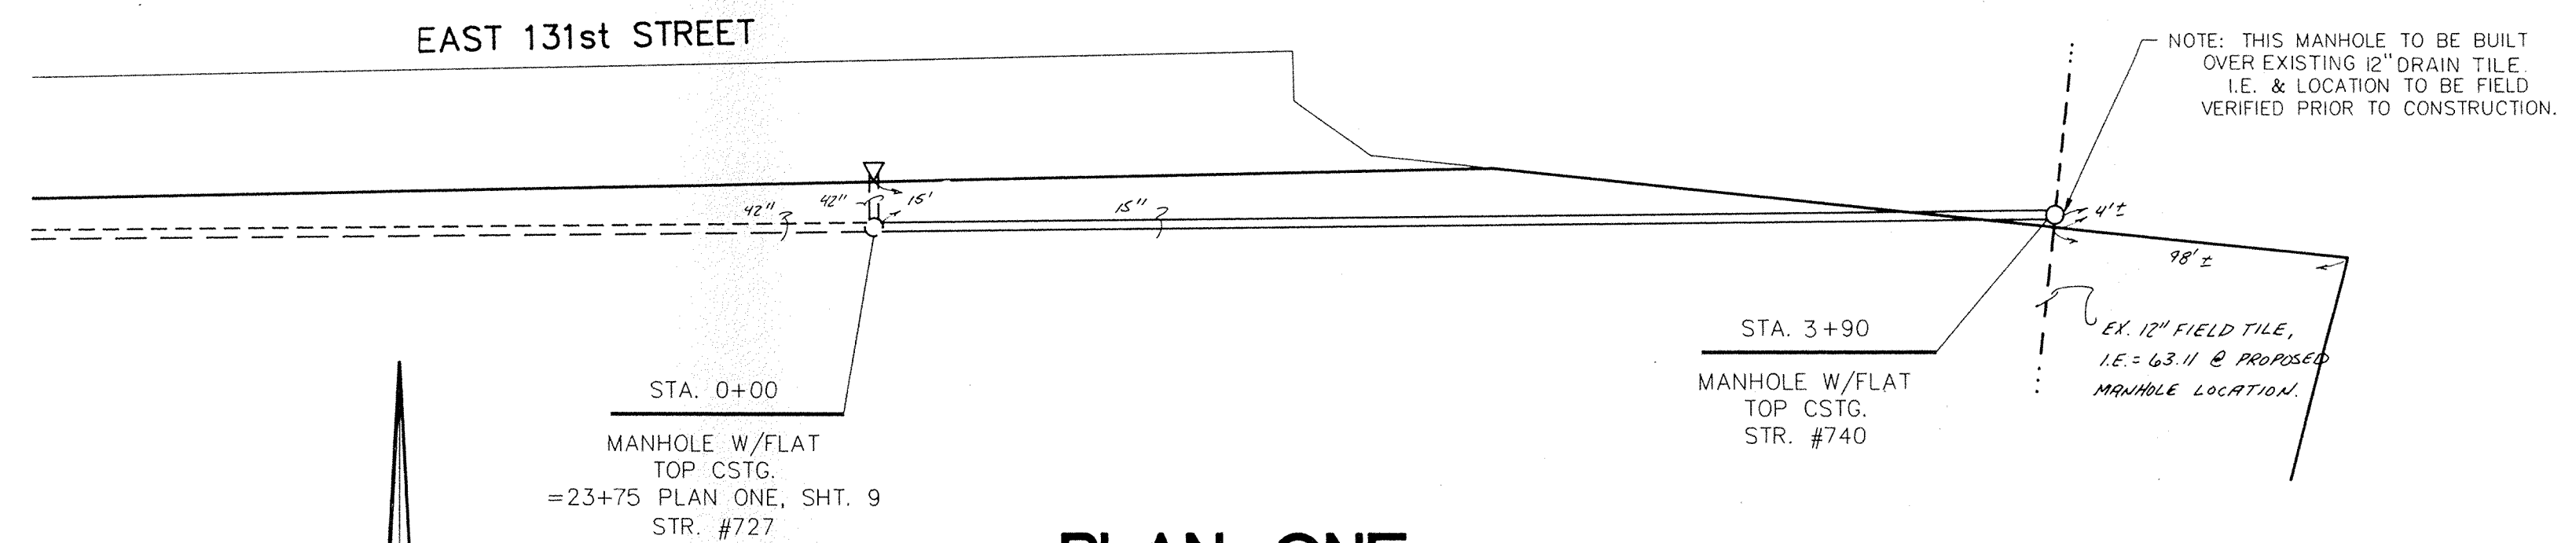 EAST 131st STREET
NOTE: THIS MANHOLE TO BE BUILT
OVER EXISTING 12" DRAIN TILE.
I.E. & LOCATION TO BE FIELD
VERIFIED PRIOR TO CONSTRUCTION.
42"
42"
15'
15"
4'±
98'±
EX. 12" FIELD TILE,
I.E.= 63.11 @ PROPOSED
MANHOLE LOCATION.
STA. 3+90
MANHOLE W/FLAT
TOP CSTG.
STR. #740
STA. 0+00
MANHOLE W/FLAT
TOP CSTG.
=23+75 PLAN ONE, SHT. 9
STR. #727
PLAN ONE